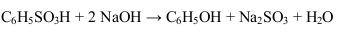 C₆H₅SO₃H + 2 NaOH → C₆H₅OH + Na₂SO₃ + H₂O